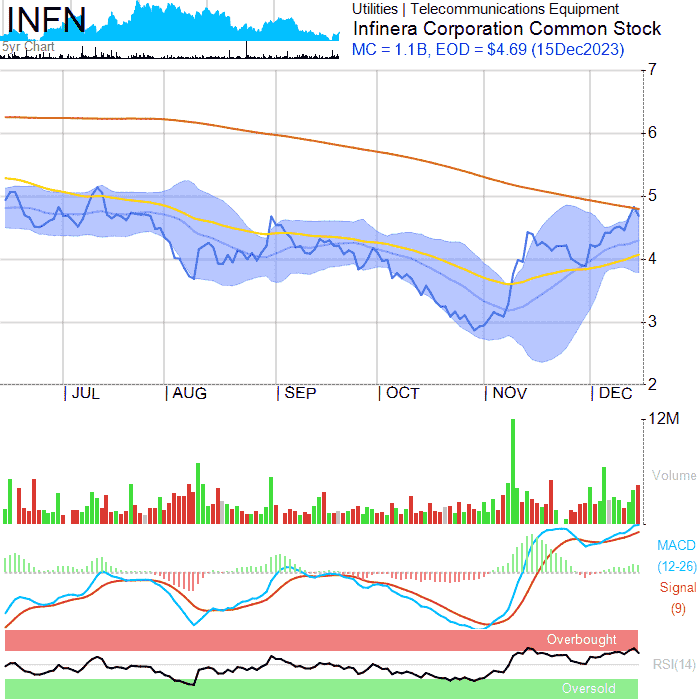 INFN
Utilities | Telecommunications Equipment
Infinera Corporation Common Stock
5yr Chart
MC = 1.1B, EOD = $4.69 (15Dec2023)
7
6
5
4
3
2
JUL
AUG
SEP
OCT
NOV
DEC
12M
Volume
MACD
(12-26)
Signal
(9)
Overbought
RSI(14)
Oversold